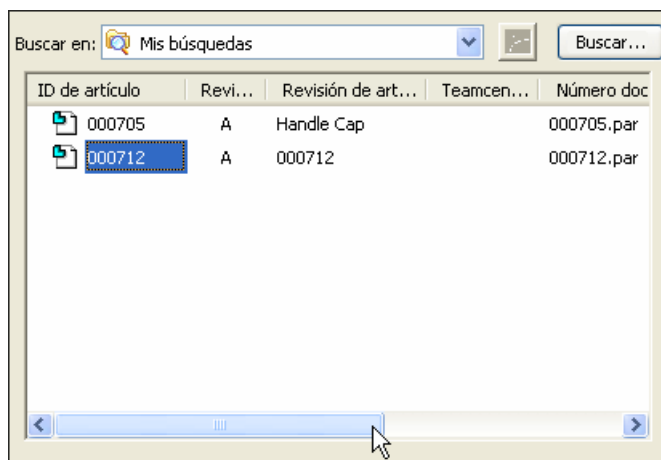 Buscar en: Mis búsquedas Buscar...
ID de artículo Revi... Revisión de art... Teamcen... Número doc
000705 A Handle Cap 000705.par
000712 A 000712 000712.par